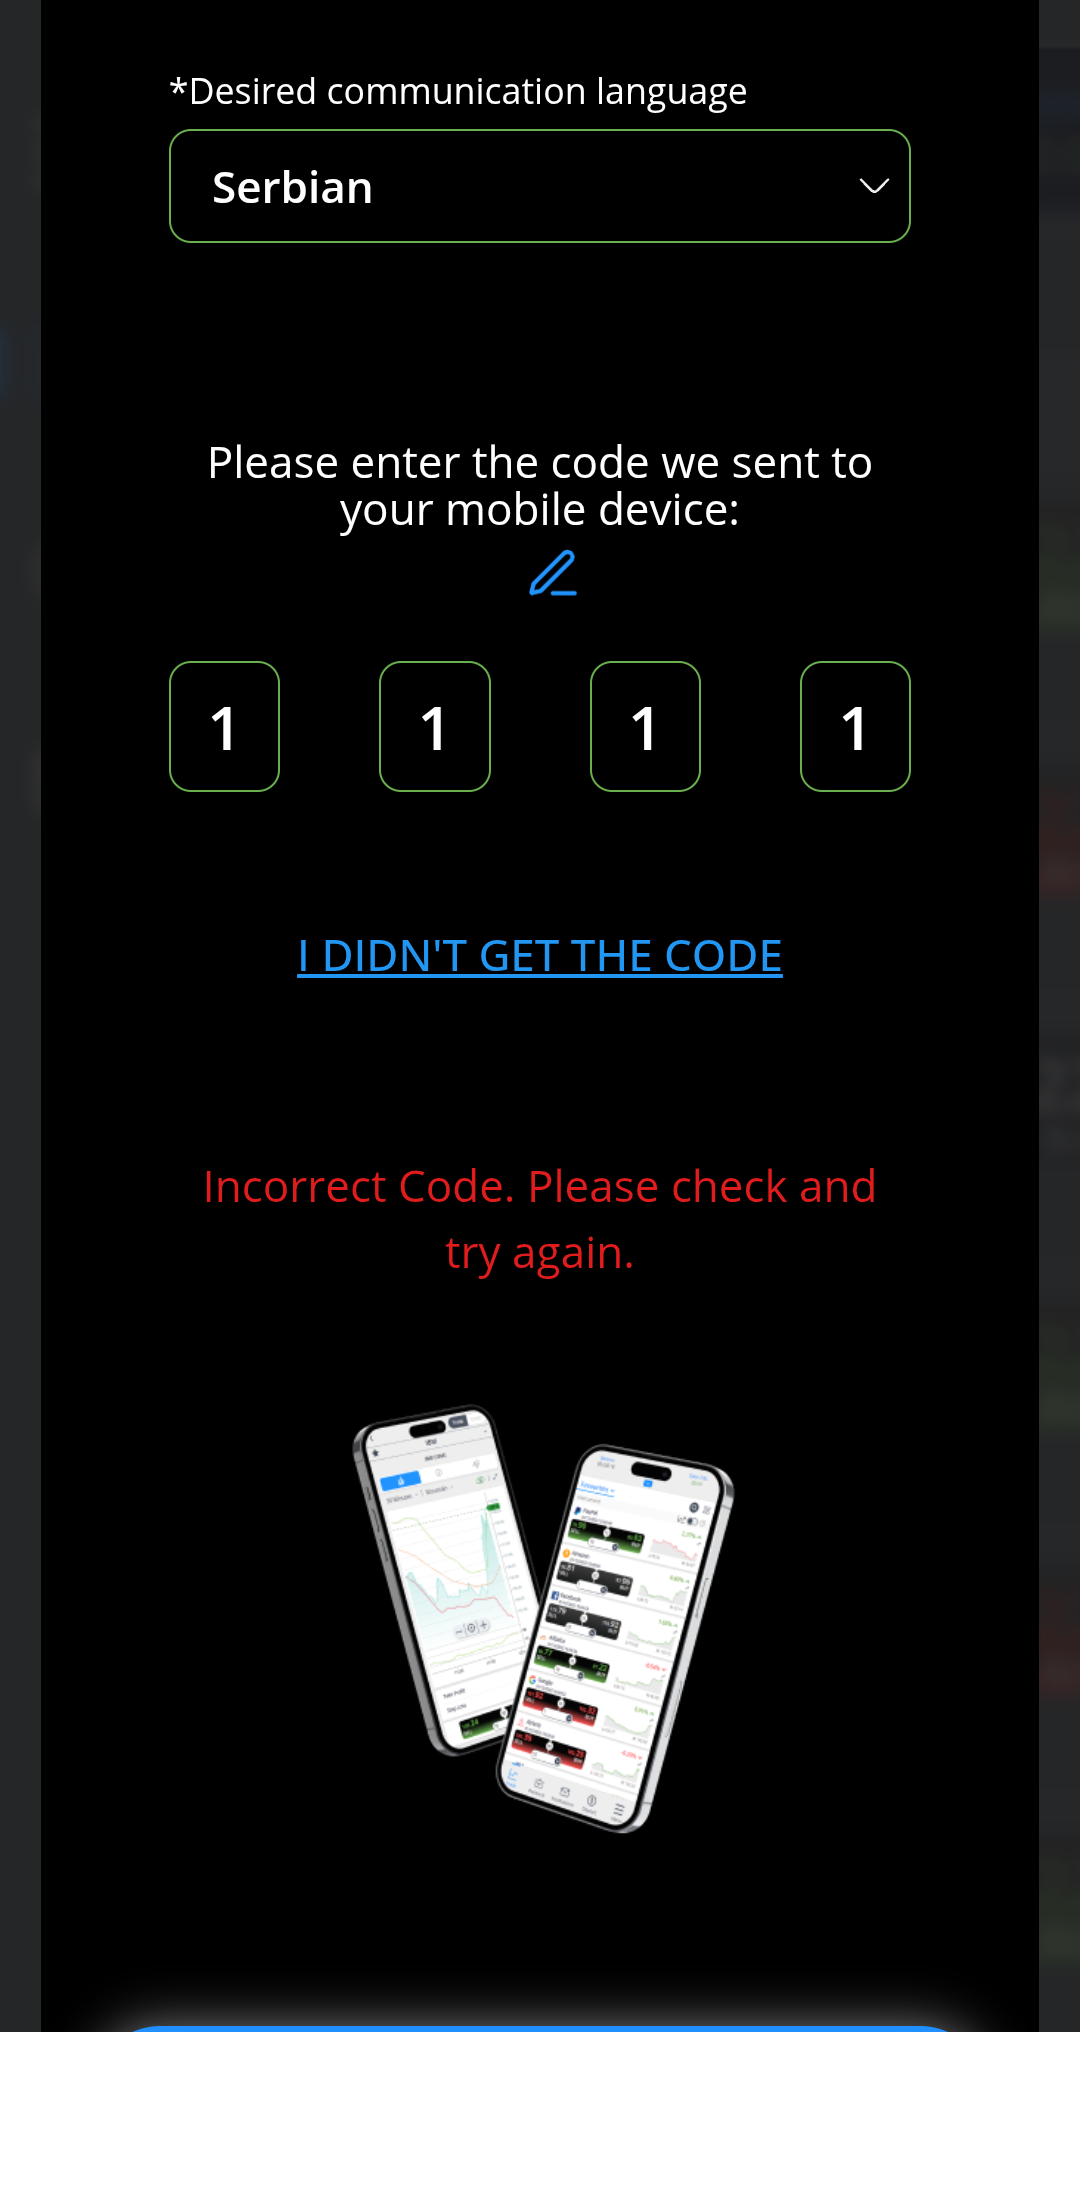 *Desired communication language
Serbian
Please enter the code we sent to
your mobile device:
1 1 1 1
I DIDN'T GET THE CODE
Incorrect Code. Please check and
try again.